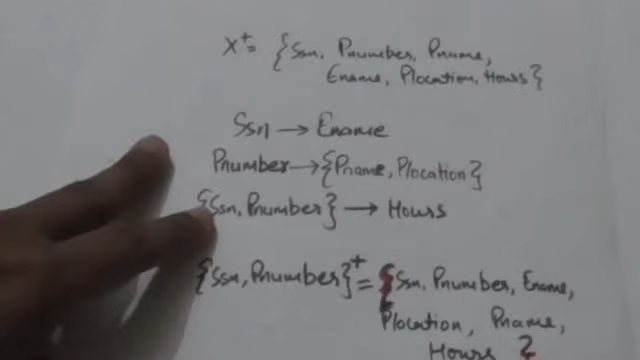 X⁺= {Ssn, Pnumber, Pname,
Ename, Plocation, Hours}
Ssn → Ename
Pnumber → {Pname, Plocation}
{Ssn, Pnumber} → Hours
{Ssn, Pnumber}⁺ = {Ssn, Pnumber, Ename,
Plocation, Pname,
Hours }